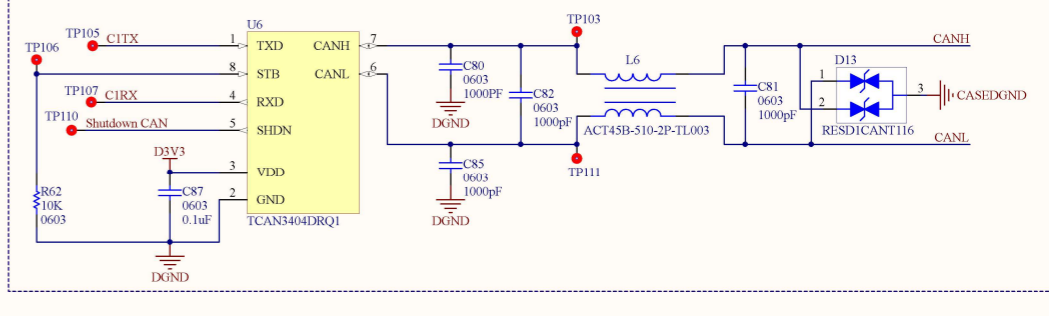 U6
TP103
TP105
C1TX
1
TXD
CANH
7
CANH
TP106
L6
D13
8
STB
CANL
6
C80
0603
1000PF
C82
0603
1000pF
C81
0603
1000pF
1
2
3
CASEDGND
TP107
C1RX
4
RXD
TP110
Shutdown CAN
5
SHDN
DGND
ACT45B-510-2P-TL003
RESD1CANT116
CANL
D3V3
3
VDD
C85
0603
1000pF
TP111
R62
10K
0603
C87
0603
0.1uF
2
GND
TCAN3404DRQ1
DGND
DGND